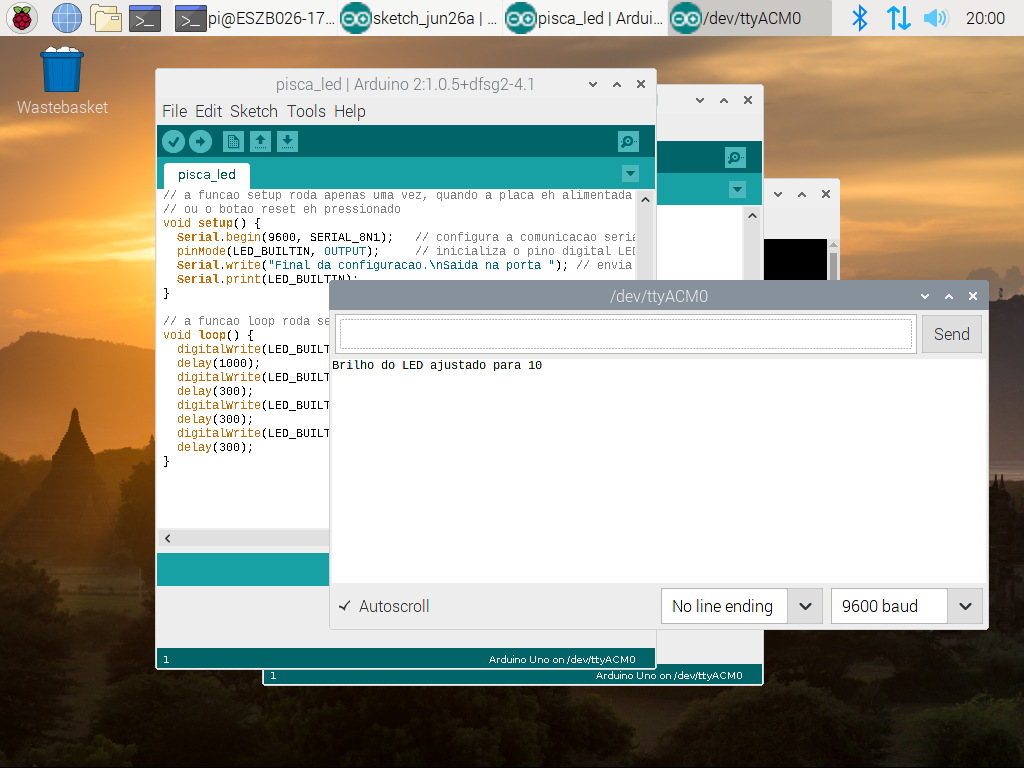 pi@ESZB026-17...
sketch_jun26a | ...
pisca_led | Ardui...
/dev/ttyACM0
20:00
Wastebasket
pisca_led | Arduino 2:1.0.5+dfsg2-4.1
File Edit Sketch Tools Help
pisca_led
// a funcao setup roda apenas uma vez, quando a placa eh alimentada
// ou o botao reset eh pressionado
void setup() {
Serial.begin(9600, SERIAL_8N1); // configura a comunicacao seria
pinMode(LED_BUILTIN, OUTPUT); // inicializa o pino digital LED
Serial.write("Final da configuracao.\nSaida na porta "); // envia
Serial.print(LED_BUILTIN);
}
// a funcao loop roda se
void loop() {
digitalWrite(LED_BUILT
delay(1000);
digitalWrite(LED_BUILT
delay(300);
digitalWrite(LED_BUILT
delay(300);
digitalWrite(LED_BUILT
delay(300);
}
/dev/ttyACM0
Send
Brilho do LED ajustado para 10
Autoscroll
No line ending
9600 baud
1
Arduino Uno on /dev/ttyACM0
1
Arduino Uno on /dev/ttyACM0